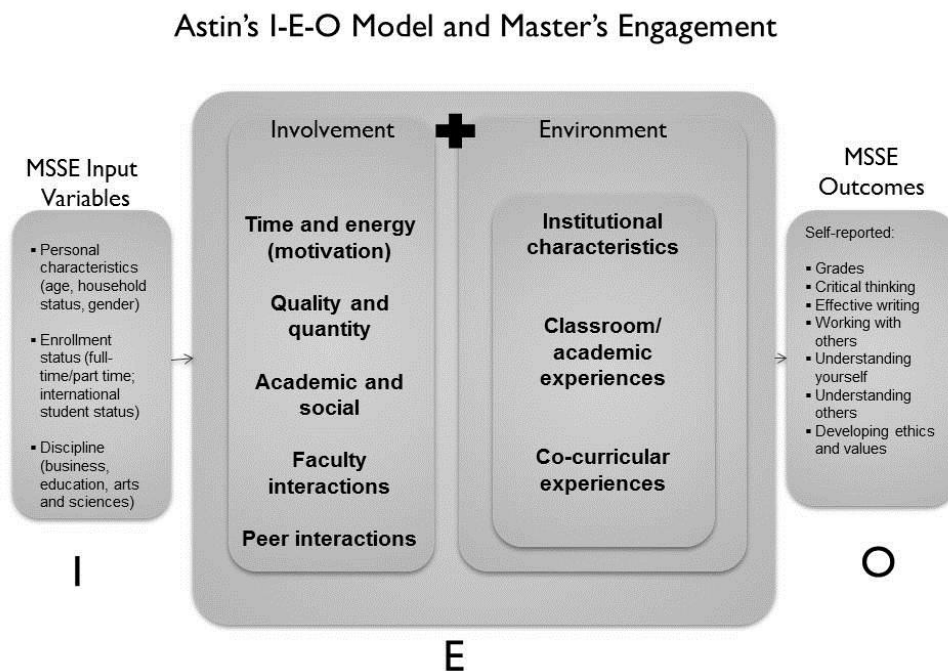 Astin's I-E-O Model and Master's Engagement
MSSE Input
Variables
▪ Personal
characteristics
(age, household
status, gender)
▪ Enrollment
status (full-
time/part time;
international
student status)
▪ Discipline
(business,
education, arts
and sciences)
I
Involvement
Time and energy
(motivation)
Quality and
quantity
Academic and
social
Faculty
interactions
Peer interactions
+
Environment
Institutional
characteristics
Classroom/
academic
experiences
Co-curricular
experiences
E
MSSE
Outcomes
Self-reported:
▪ Grades
▪ Critical thinking
▪ Effective writing
▪ Working with
others
▪ Understanding
yourself
▪ Understanding
others
▪ Developing ethics
and values
O